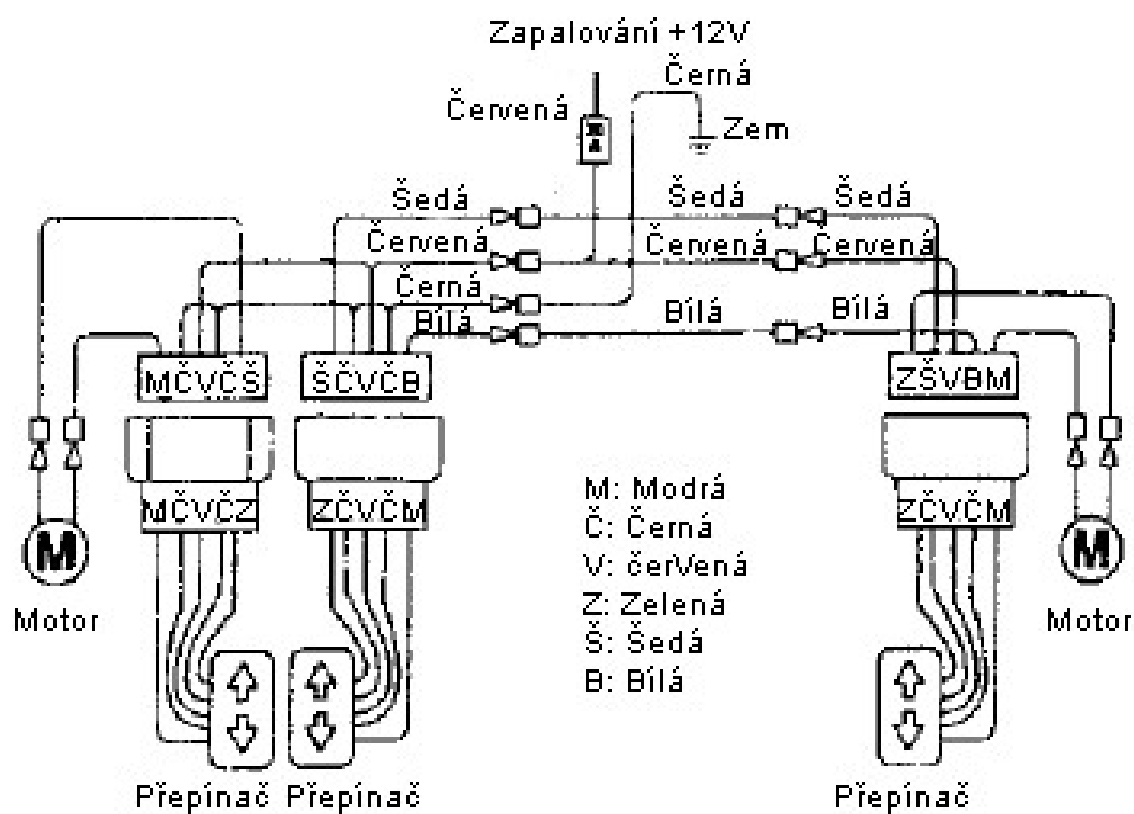 Zapalování +12V
Černá
Červená
Zem
Šedá Šedá Šedá
Červená Červená Červená
Černá
Bílá Bílá Bílá
MČVČŠ ŠČVČB ZŠVBM
MČVČZ ZČVČM ZČVČM
M: Modrá
Č: Černá
V: čerVená
Z: Zelená
Š: Šedá
B: Bílá
M M
Motor Motor
Přepínač Přepínač Přepínač